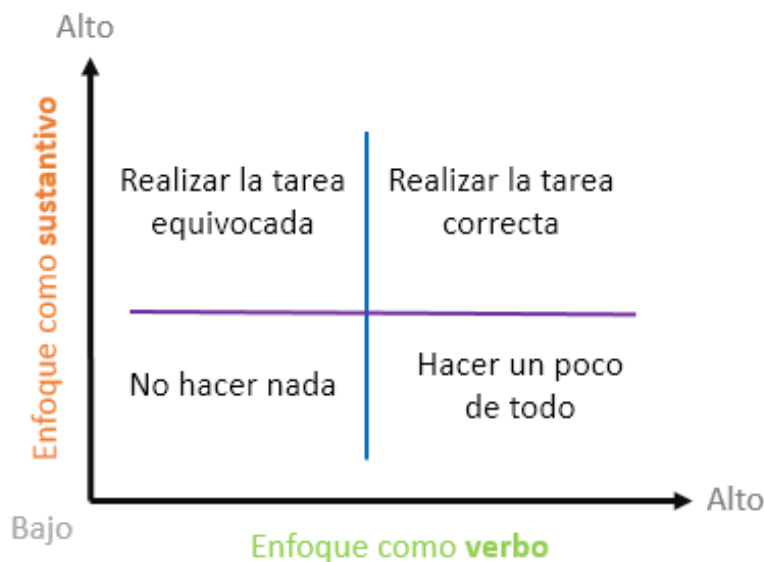 Alto
Enfoque como sustantivo
Realizar la tarea
equivocada
Realizar la tarea
correcta
No hacer nada
Hacer un poco
de todo
Bajo
Alto
Enfoque como verbo